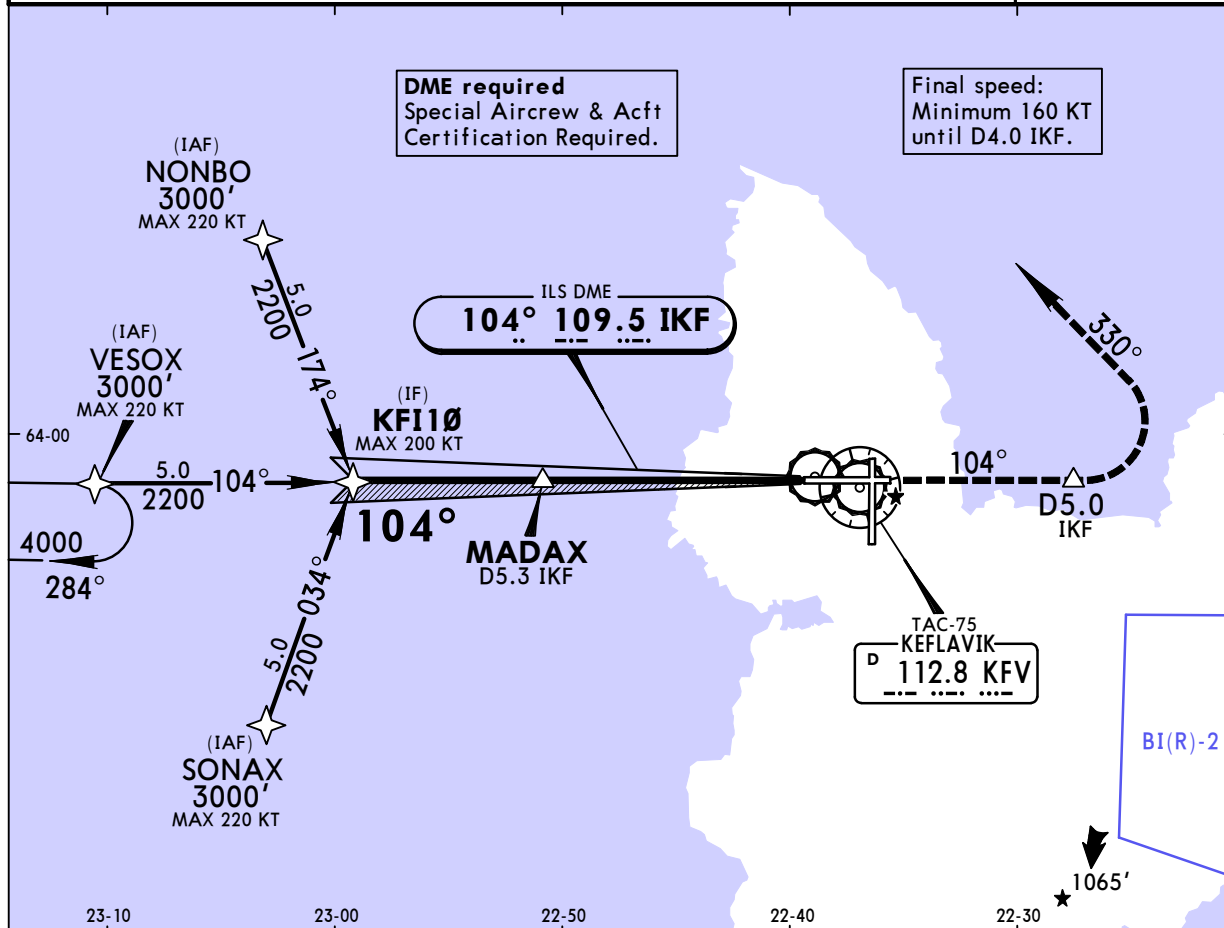 DME required
Special Aircrew & Acft
Certification Required.
Final speed:
Minimum 160 KT
until D4.0 IKF.
(IAF)
NONBO
3000'
MAX 220 KT
5.0
2200
174°
ILS DME
104° 109.5 IKF
330°
(IAF)
VESOX
3000'
MAX 220 KT
(IF)
KFI1Ø
MAX 200 KT
64-00
5.0
2200
104°
104°
104°
D5.0
IKF
4000
284°
MADAX
D5.3 IKF
034°
5.0
2200
TAC-75
KEFLAVIK
D 112.8 KFV
(IAF)
SONAX
3000'
MAX 220 KT
BI(R)-2
1065'
23-10
23-00
22-50
22-40
22-30